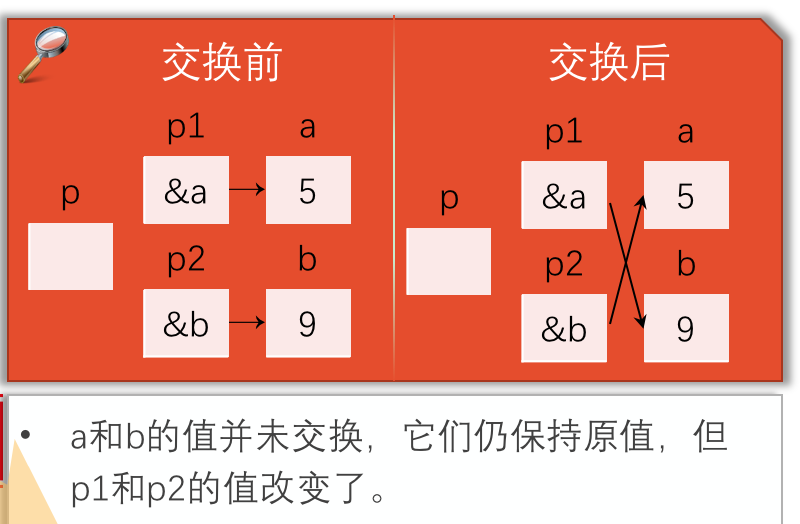 交换前
交换后
p1 a
&a 5
p
p2 b
&b 9
p1 a
&a 5
p
p2 b
&b 9
• a和b的值并未交换，它们仍保持原值，但
p1和p2的值改变了。